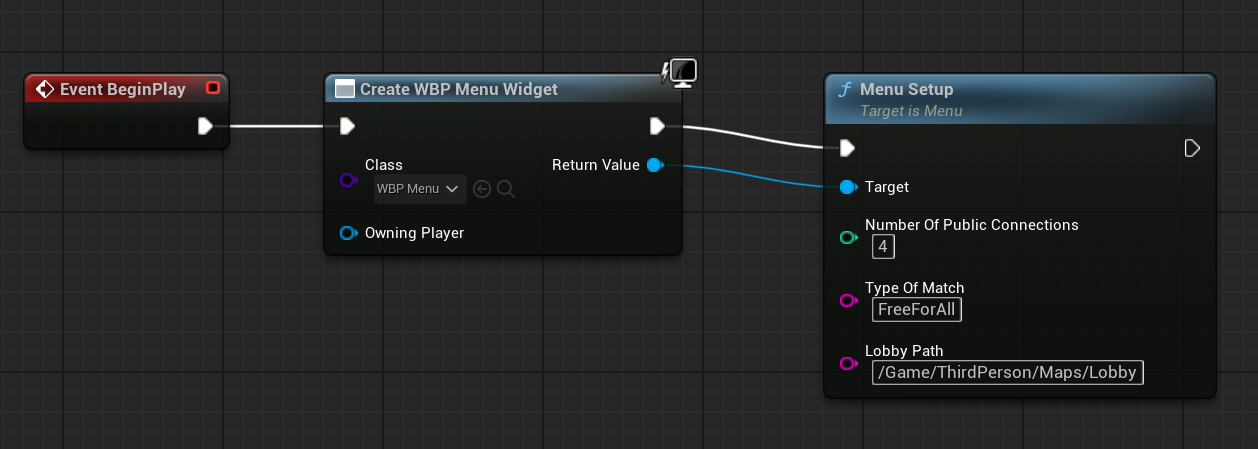 Event BeginPlay
Create WBP Menu Widget
Class
WBP Menu
Return Value
Owning Player
Menu Setup
Target is Menu
Target
Number Of Public Connections
4
Type Of Match
FreeForAll
Lobby Path
/Game/ThirdPerson/Maps/Lobby